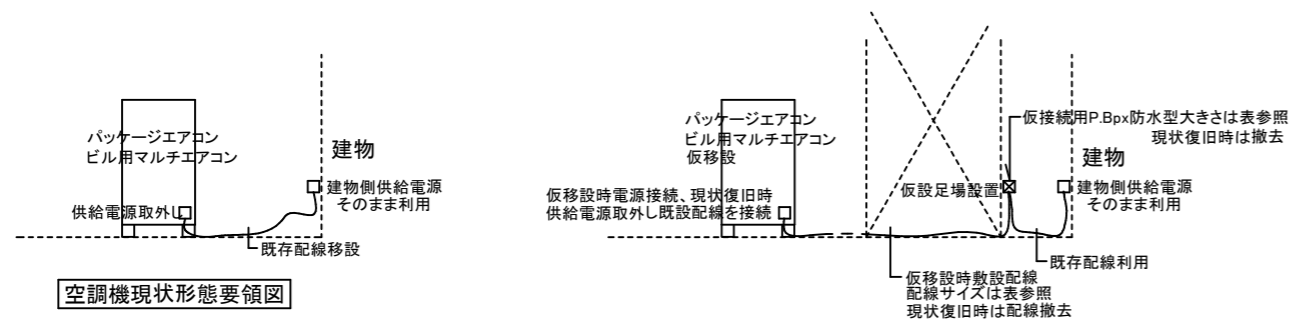 パッケージエアコン
ビル用マルチエアコン
供給電源取外し
建物
建物側供給電源
そのまま利用
既存配線移設
空調機現状形態要領図
パッケージエアコン
ビル用マルチエアコン
仮移設
仮移設時電源接続、現状復旧時
供給電源取外し既設配線を接続
仮設足場設置
仮接続用P.Bpx防水型大きさは表参照
現状復旧時は撤去
建物
建物側供給電源
そのまま利用
既存配線利用
仮移設時敷設配線
配線サイズは表参照
現状復旧時は配線撤去